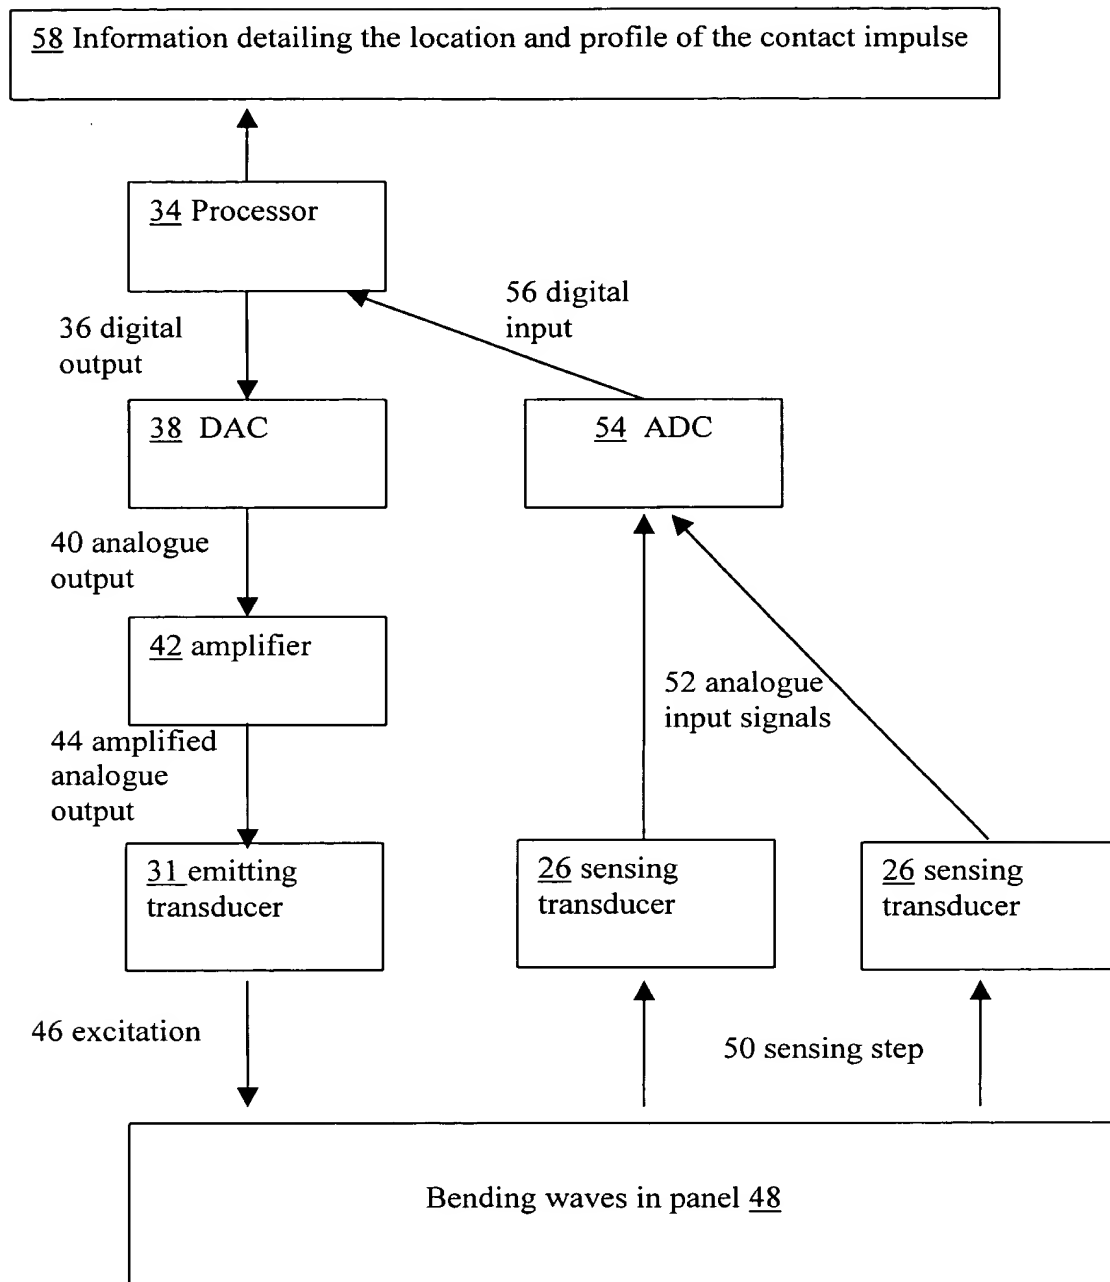 58 Information detailing the location and profile of the contact impulse
34 Processor
56 digital
input
36 digital
output
38 DAC
54 ADC
40 analogue
output
42 amplifier
52 analogue
input signals
44 amplified
analogue
output
31 emitting
transducer
26 sensing
transducer
26 sensing
transducer
46 excitation
50 sensing step
Bending waves in panel 48